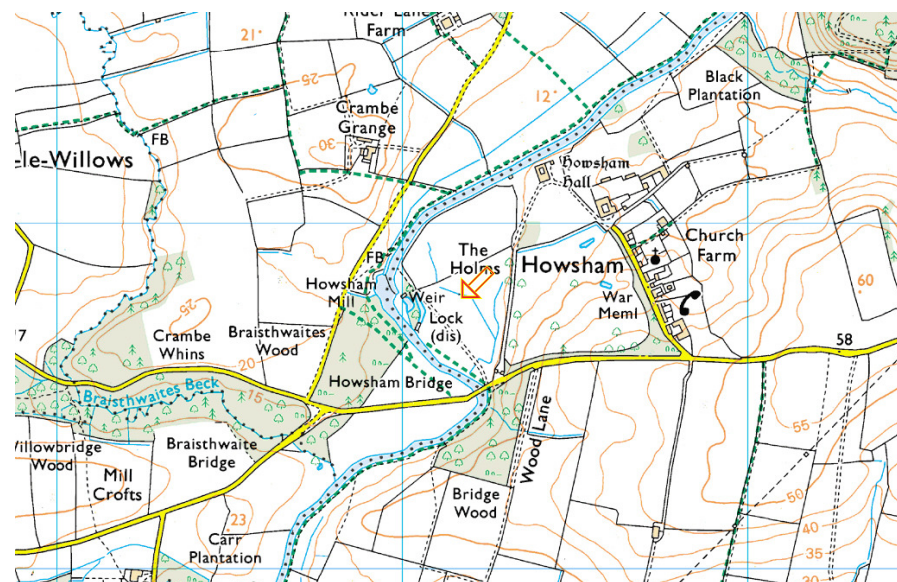 Rider Lane
Farm
21
25
12
Black
Plantation
Crambe
Grange
FB
30
le-Willows
Howsham
Hall
Church
Farm
The
Holms
FB
Howsham
Howsham
Mill
Weir
60
25
Lock
(dis)
War
Meml
Crambe
Whins
Braisthwaites
Wood
7
58
20
Howsham Bridge
15
Braisthwaites Beck
Willowbridge
Wood
Braisthwaite
Bridge
Wood Lane
55
Mill
Crofts
Bridge
Wood
50
23
Carr
Plantation
40
35
30